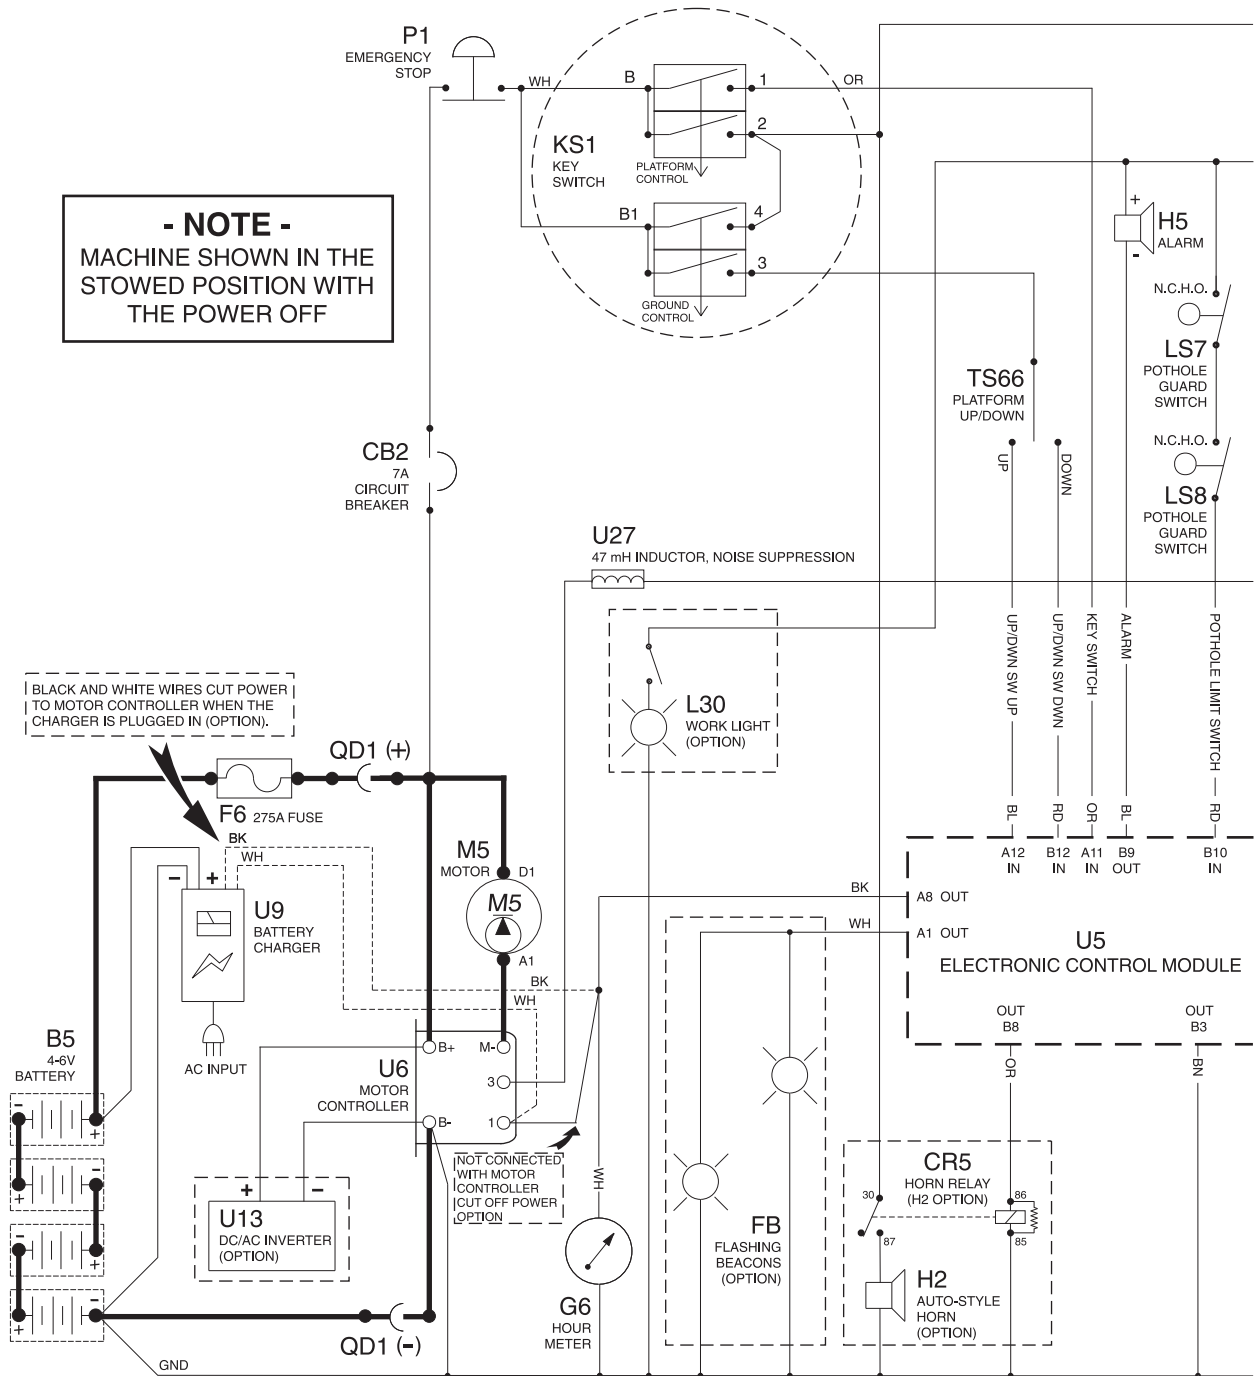 P1
EMERGENCY
STOP
WH
B
1
OR
2
KS1
KEY
SWITCH
PLATFORM
CONTROL
B1
4
3
GROUND
CONTROL
- NOTE -
MACHINE SHOWN IN THE
STOWED POSITION WITH
THE POWER OFF
+
H5
ALARM
-
N.C.H.O.
LS7
POTHOLE
GUARD
SWITCH
TS66
PLATFORM
UP/DOWN
UP
DOWN
N.C.H.O.
LS8
POTHOLE
GUARD
SWITCH
CB2
7A
CIRCUIT
BREAKER
U27
47 mH INDUCTOR, NOISE SUPPRESSION
UP/DWN SW UP
UP/DWN SW DWN
KEY SWITCH
ALARM
POTHOLE LIMIT SWITCH
L30
WORK LIGHT
(OPTION)
BLACK AND WHITE WIRES CUT POWER
TO MOTOR CONTROLLER WHEN THE
CHARGER IS PLUGGED IN (OPTION).
QD1 (+)
F6 275A FUSE
BK
WH
BL
RD
OR
BL
RD
A12
IN
B12
IN
A11
IN
B9
OUT
B10
IN
M5
MOTOR
D1
M5
A1
- +
U9
BATTERY
CHARGER
AC INPUT
BK
A8 OUT
WH
A1 OUT
U5
ELECTRONIC CONTROL MODULE
OUT
B8
OUT
B3
OR
BN
BK
WH
B5
4-6V
BATTERY
-
+
-
+
-
+
-
+
U6
MOTOR
CONTROLLER
B+
M-
3
B-
1
NOT CONNECTED
WITH MOTOR
CONTROLLER
CUT OFF POWER
OPTION
+ -
U13
DC/AC INVERTER
(OPTION)
WH
G6
HOUR
METER
FB
FLASHING
BEACONS
(OPTION)
CR5
HORN RELAY
(H2 OPTION)
30
87
86
85
H2
AUTO-STYLE
HORN
(OPTION)
QD1 (-)
GND